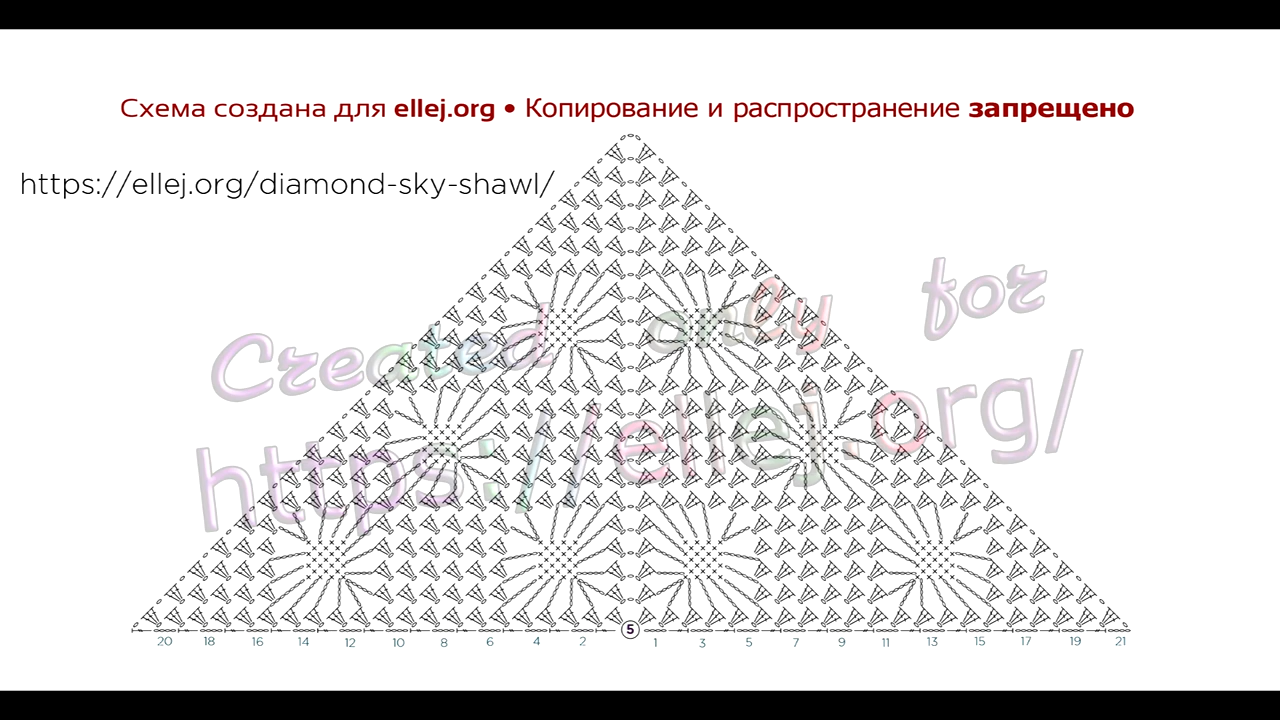 Схема создана для ellej.org • Копирование и распространение запрещено
https://ellej.org/diamond-sky-shawl/
Created only for
https://ellej.org/
20 18 16 14 12 10 8 6 4 2 5 1 3 5 7 9 11 13 15 17 19 21